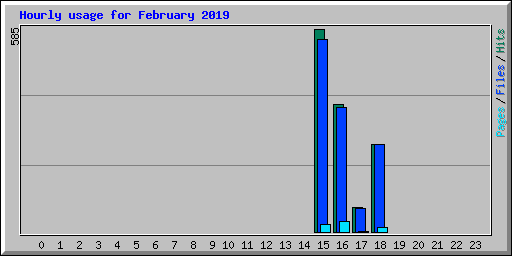 Hourly usage for February 2019
585
Pages/Files/Hits
0 1 2 3 4 5 6 7 8 9 10 11 12 13 14 15 16 17 18 19 20 21 22 23